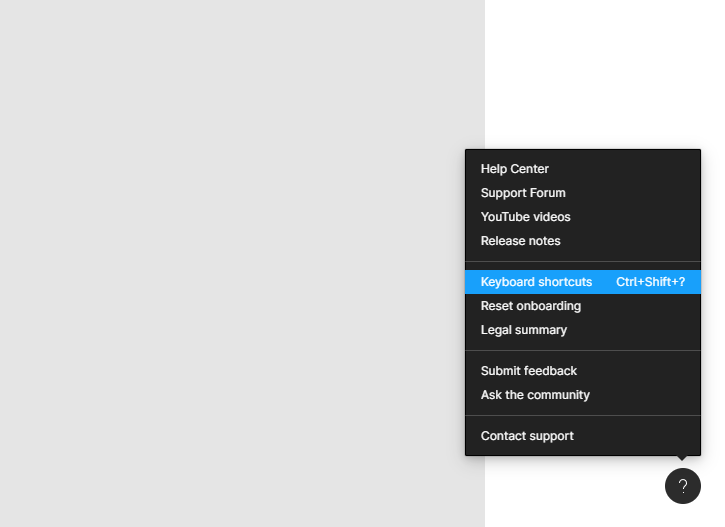 Help Center
Support Forum
YouTube videos
Release notes
Keyboard shortcuts Ctrl+Shift+?
Reset onboarding
Legal summary
Submit feedback
Ask the community
Contact support
?